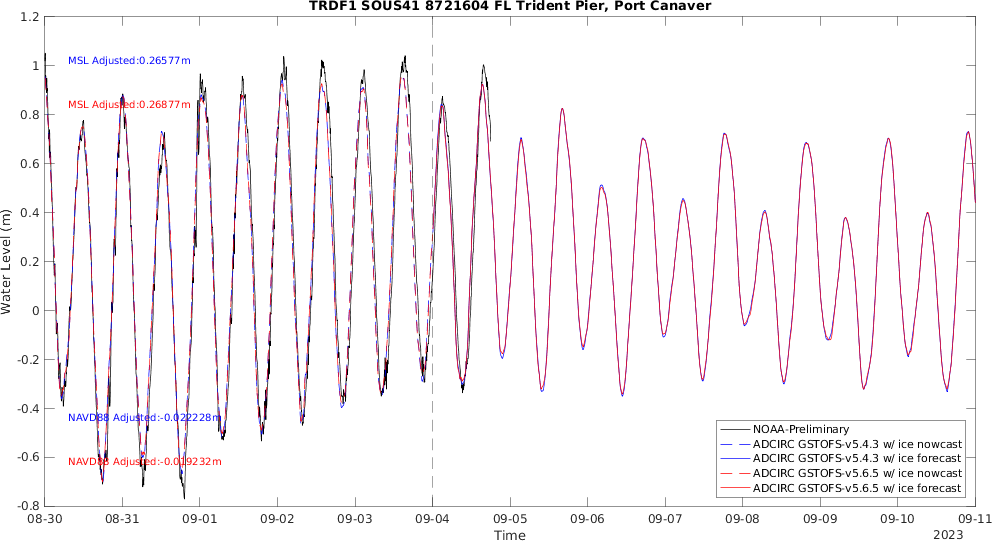 TRDF1 SOUS41 8721604 FL Trident Pier, Port Canaver
1.2
1
0.8
0.6
0.4
0.2
0
-0.2
-0.4
-0.6
-0.8
Water Level (m)
MSL Adjusted:0.26577m
MSL Adjusted:0.26877m
NAVD88 Adjusted:-0.022228m
NAVD88 Adjusted:-0.019232m
NOAA-Preliminary
ADCIRC GSTOFS-v5.4.3 w/ ice nowcast
ADCIRC GSTOFS-v5.4.3 w/ ice forecast
ADCIRC GSTOFS-v5.6.5 w/ ice nowcast
ADCIRC GSTOFS-v5.6.5 w/ ice forecast
08-30 08-31 09-01 09-02 09-03 09-04 09-05 09-06 09-07 09-08 09-09 09-10 09-11
Time
2023